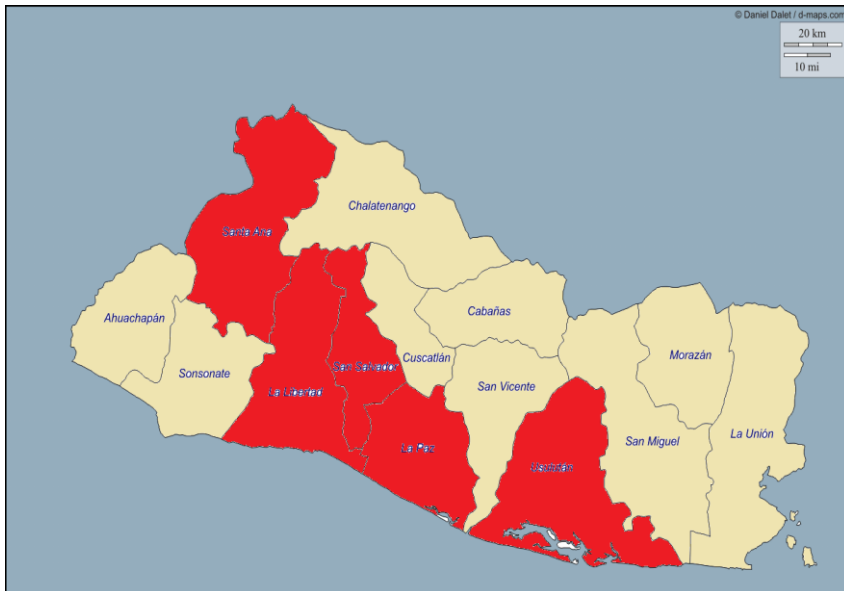 © Daniel Dalet / d-maps.com
20 km
10 mi
Chalatenango
Santa Ana
Cabañas
Ahuachapán
Morazán
Cuscatlán
San Salvador
Sonsonate
San Vicente
La Libertad
La Unión
San Miguel
La Paz
Usulután